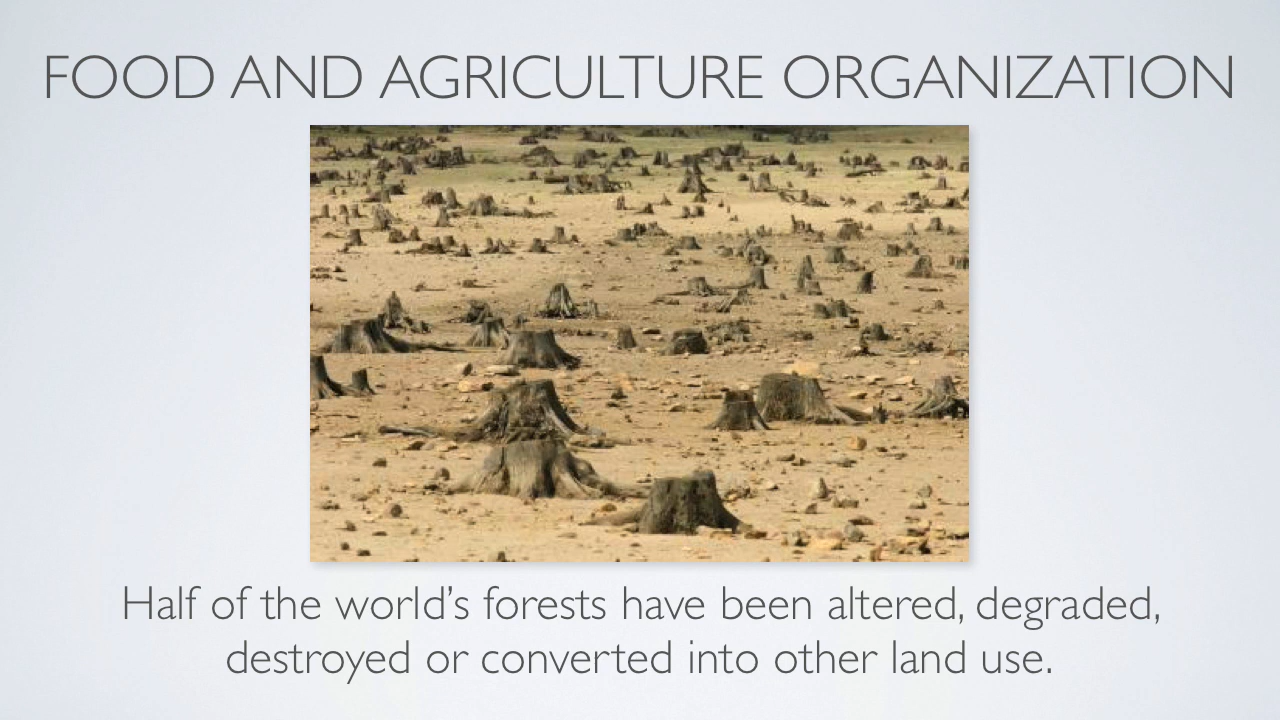 FOOD AND AGRICULTURE ORGANIZATION
Half of the world’s forests have been altered, degraded,
destroyed or converted into other land use.